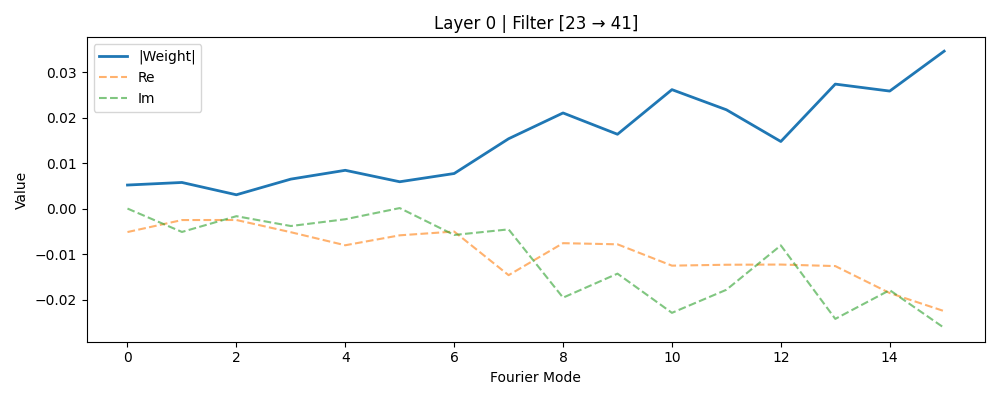 Layer 0 | Filter [23 → 41]
|Weight|
Re
Im
0.03
0.02
0.01
0.00
−0.01
−0.02
Value
0 2 4 6 8 10 12 14
Fourier Mode